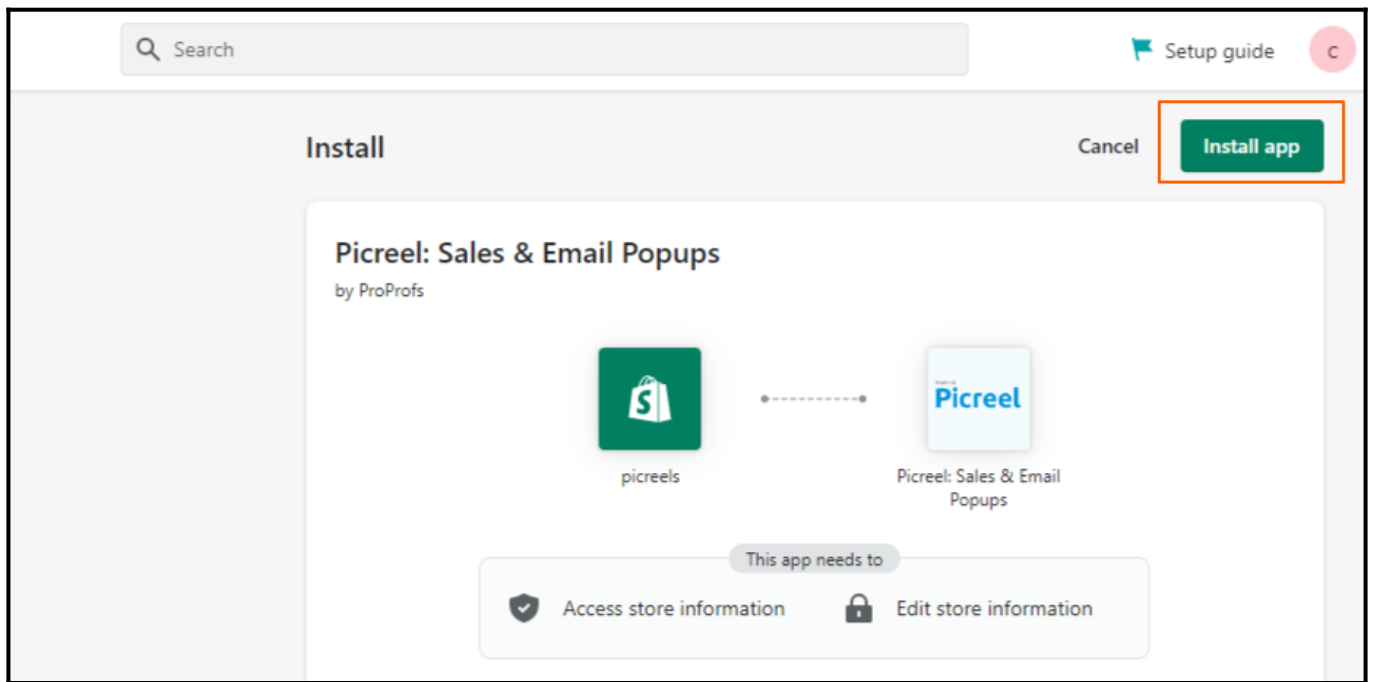 Search
Setup guide
c
Install
Cancel
Install app
Picreel: Sales & Email Popups
by ProProfs
S
Picreel
picreels
Picreel: Sales & Email
Popups
This app needs to
Access store information
Edit store information